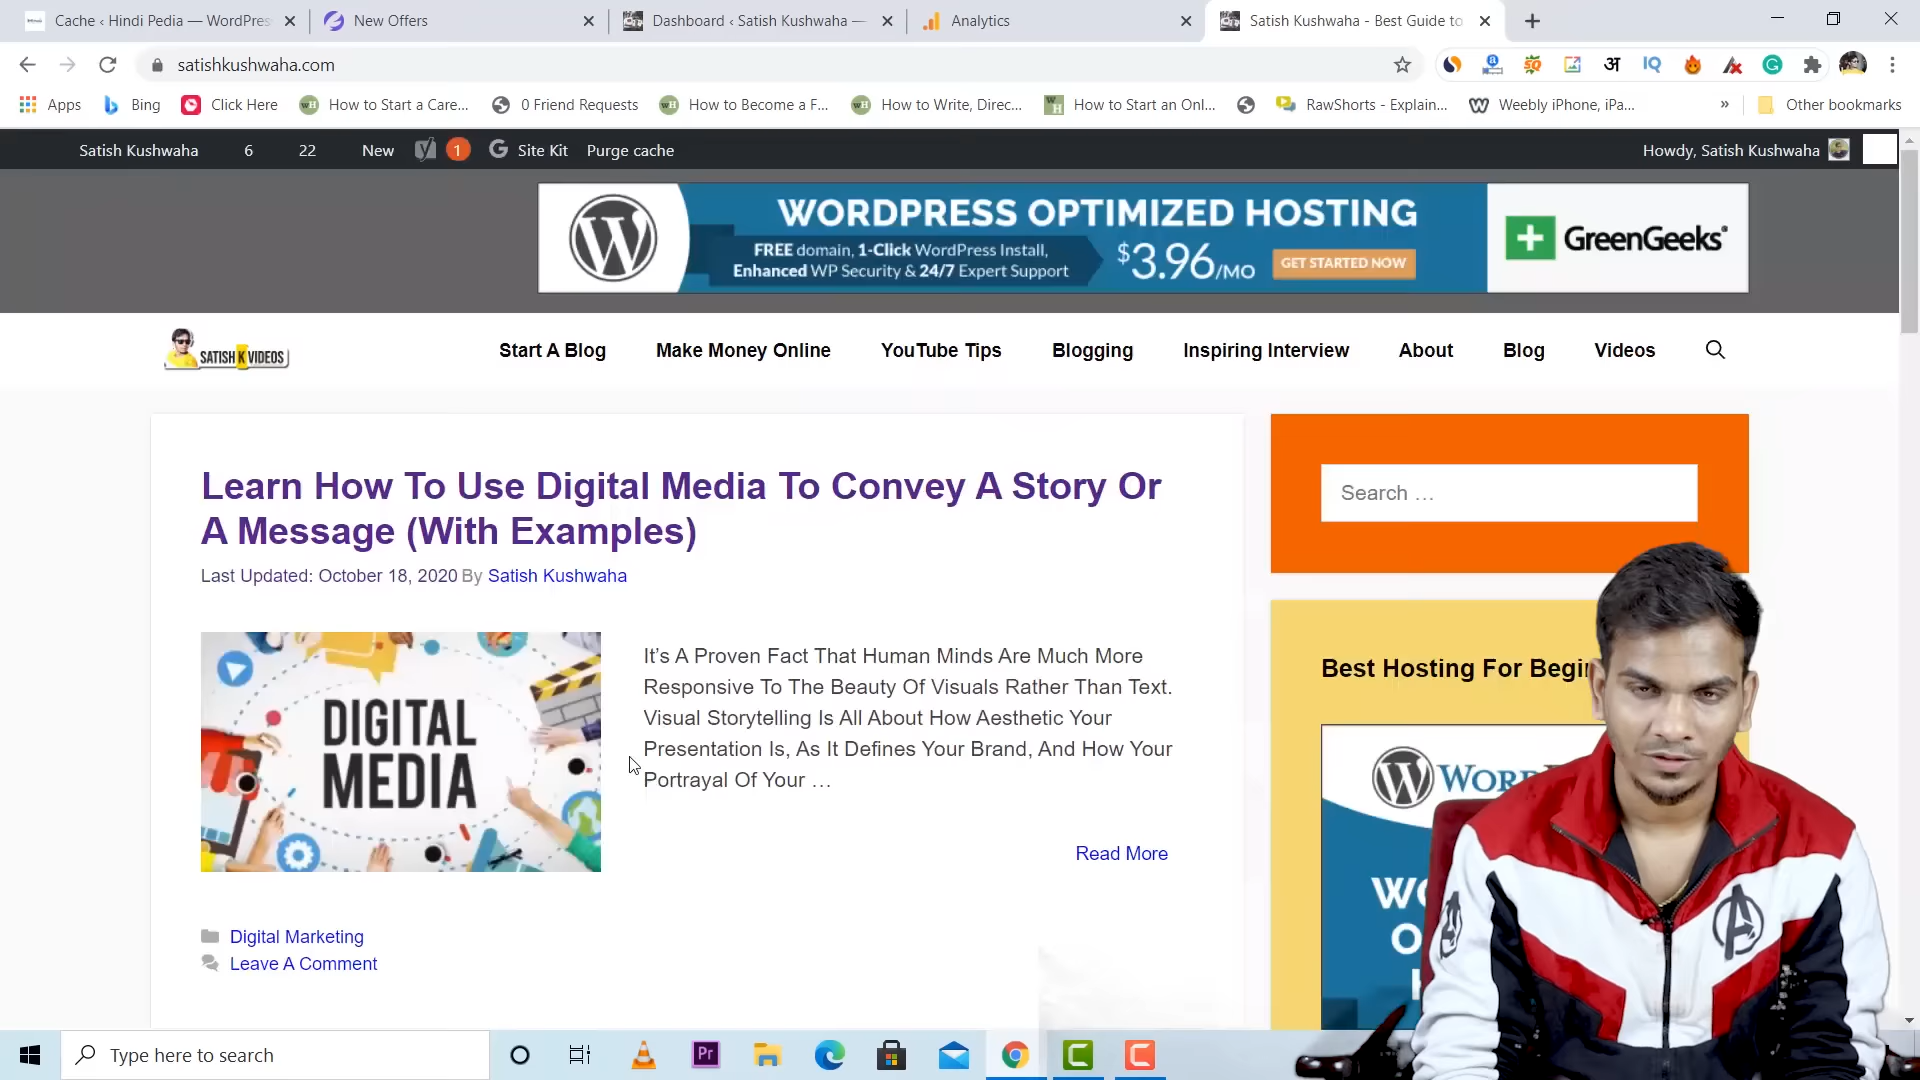 Cache ‹ Hindi Pedia — WordPres
New Offers
Dashboard ‹ Satish Kushwaha —
Analytics
Satish Kushwaha - Best Guide to
satishkushwaha.com
अ
IQ
Apps
Bing
Click Here
How to Start a Care...
0 Friend Requests
How to Become a F...
How to Write, Direc...
How to Start an Onl...
RawShorts - Explain...
Weebly iPhone, iPa...
»
Other bookmarks
Satish Kushwaha
6
22
New
1
Site Kit
Purge cache
Howdy, Satish Kushwaha
WORDPRESS OPTIMIZED HOSTING
FREE domain, 1-Click WordPress Install,
Enhanced WP Security & 24/7 Expert Support
$3.96/MO
GET STARTED NOW
GreenGeeks®
SATISH K VIDEOS
Start A Blog
Make Money Online
YouTube Tips
Blogging
Inspiring Interview
About
Blog
Videos
Learn How To Use Digital Media To Convey A Story Or
A Message (With Examples)
Last Updated: October 18, 2020 By Satish Kushwaha
DIGITAL
MEDIA
It’s A Proven Fact That Human Minds Are Much More
Responsive To The Beauty Of Visuals Rather Than Text.
Visual Storytelling Is All About How Aesthetic Your
Presentation Is, As It Defines Your Brand, And How Your
Portrayal Of Your …
Read More
Digital Marketing
Leave A Comment
Search …
Best Hosting For Begi
WORD
WO
O
Type here to search
Pr